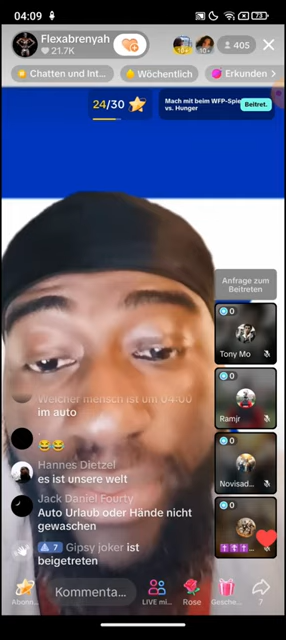 04:09
73
Flexabrenyah
21.7K
405
Chatten und Int...
Wöchentlich
Erkunden >
24/30
Mach mit beim WFP-Spie
vs. Hunger
Beitret.
Anfrage zum
Beitreten
0
Tony Mo
0
Ramjr
0
Novisad...
0
Welcher mensch ist um 04:00
im auto
😂😂
Hannes Dietzel
es ist unsere welt
Jack Daniel Fourty
Auto Urlaub oder Hände nicht
gewaschen
7 Gipsy joker ist
beigetreten
Abonn...
Kommenta...
LIVE mi...
Rose
Gesche...
7